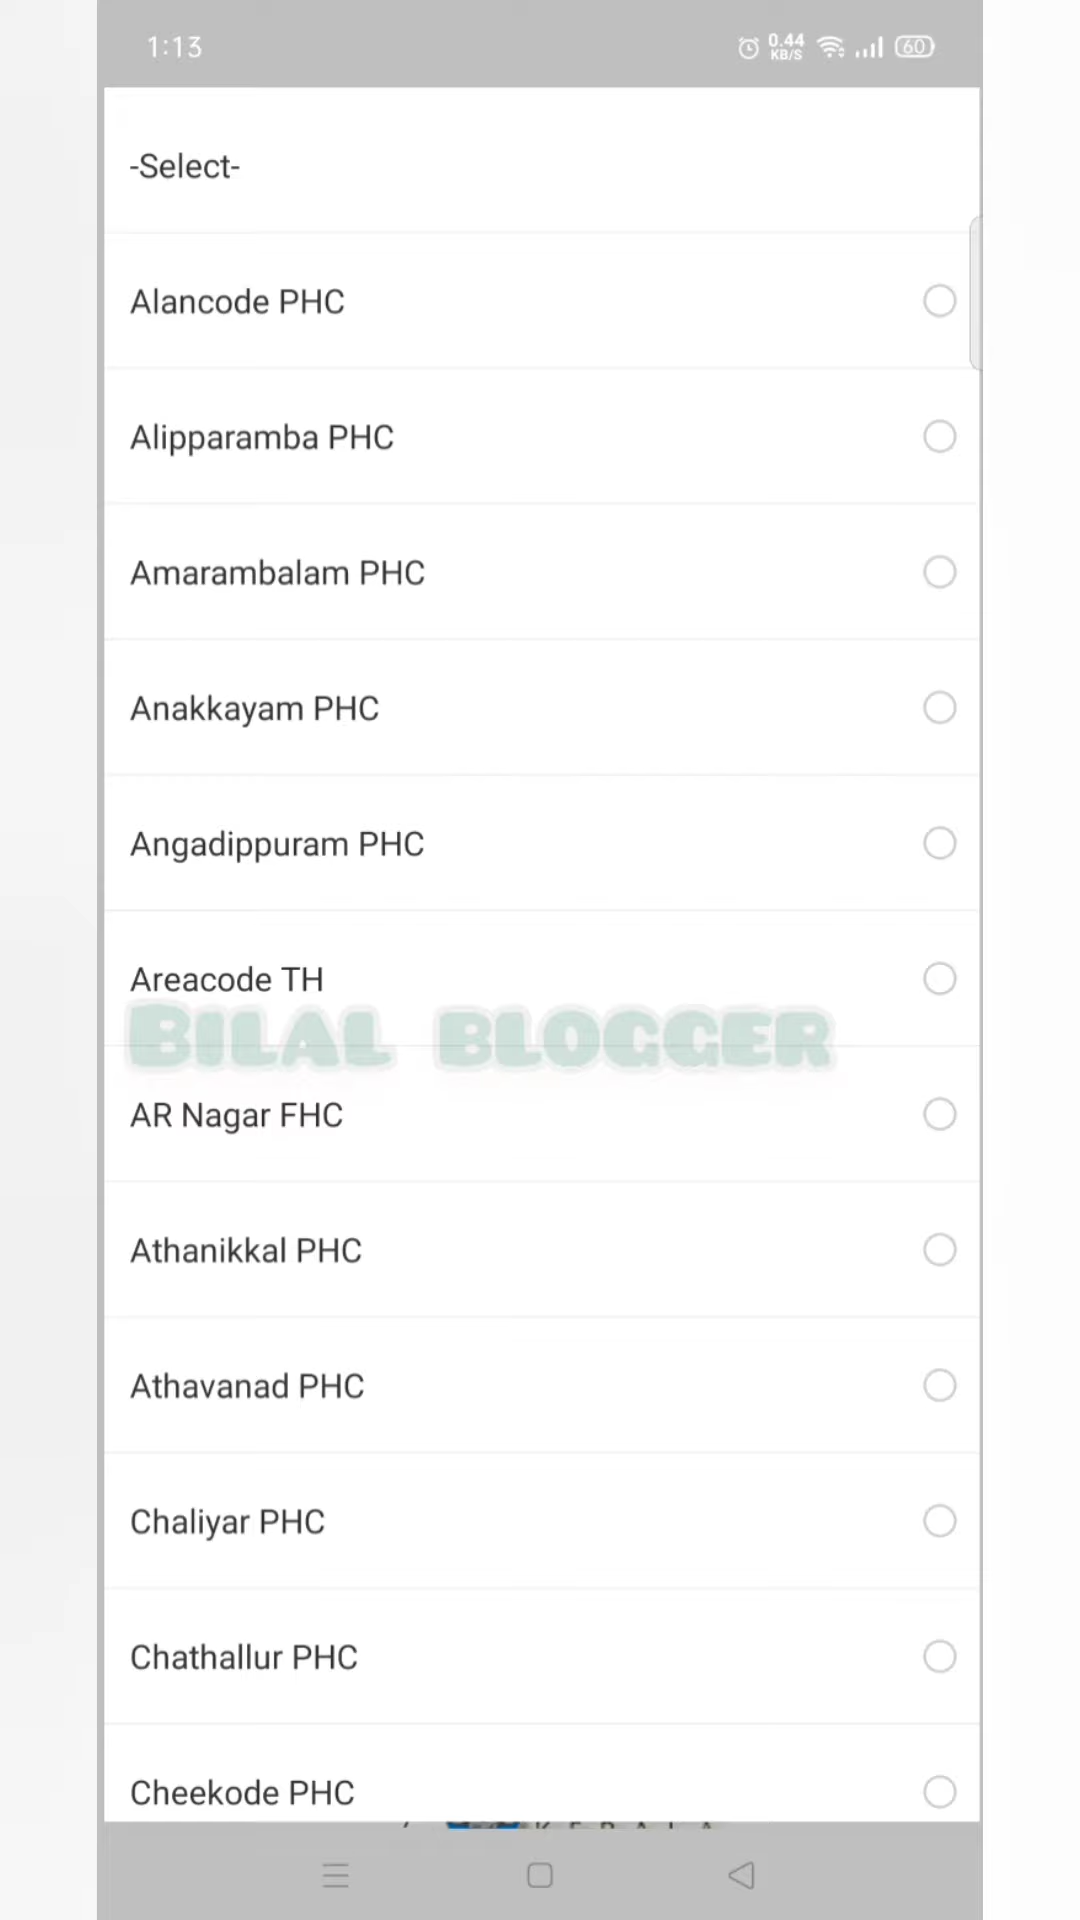 1:13
0.44
KB/S
60
-Select-
Alancode PHC
Alipparamba PHC
Amarambalam PHC
Anakkayam PHC
Angadippuram PHC
Areacode TH
BILAL BLOGGER
AR Nagar FHC
Athanikkal PHC
Athavanad PHC
Chaliyar PHC
Chathallur PHC
Cheekode PHC